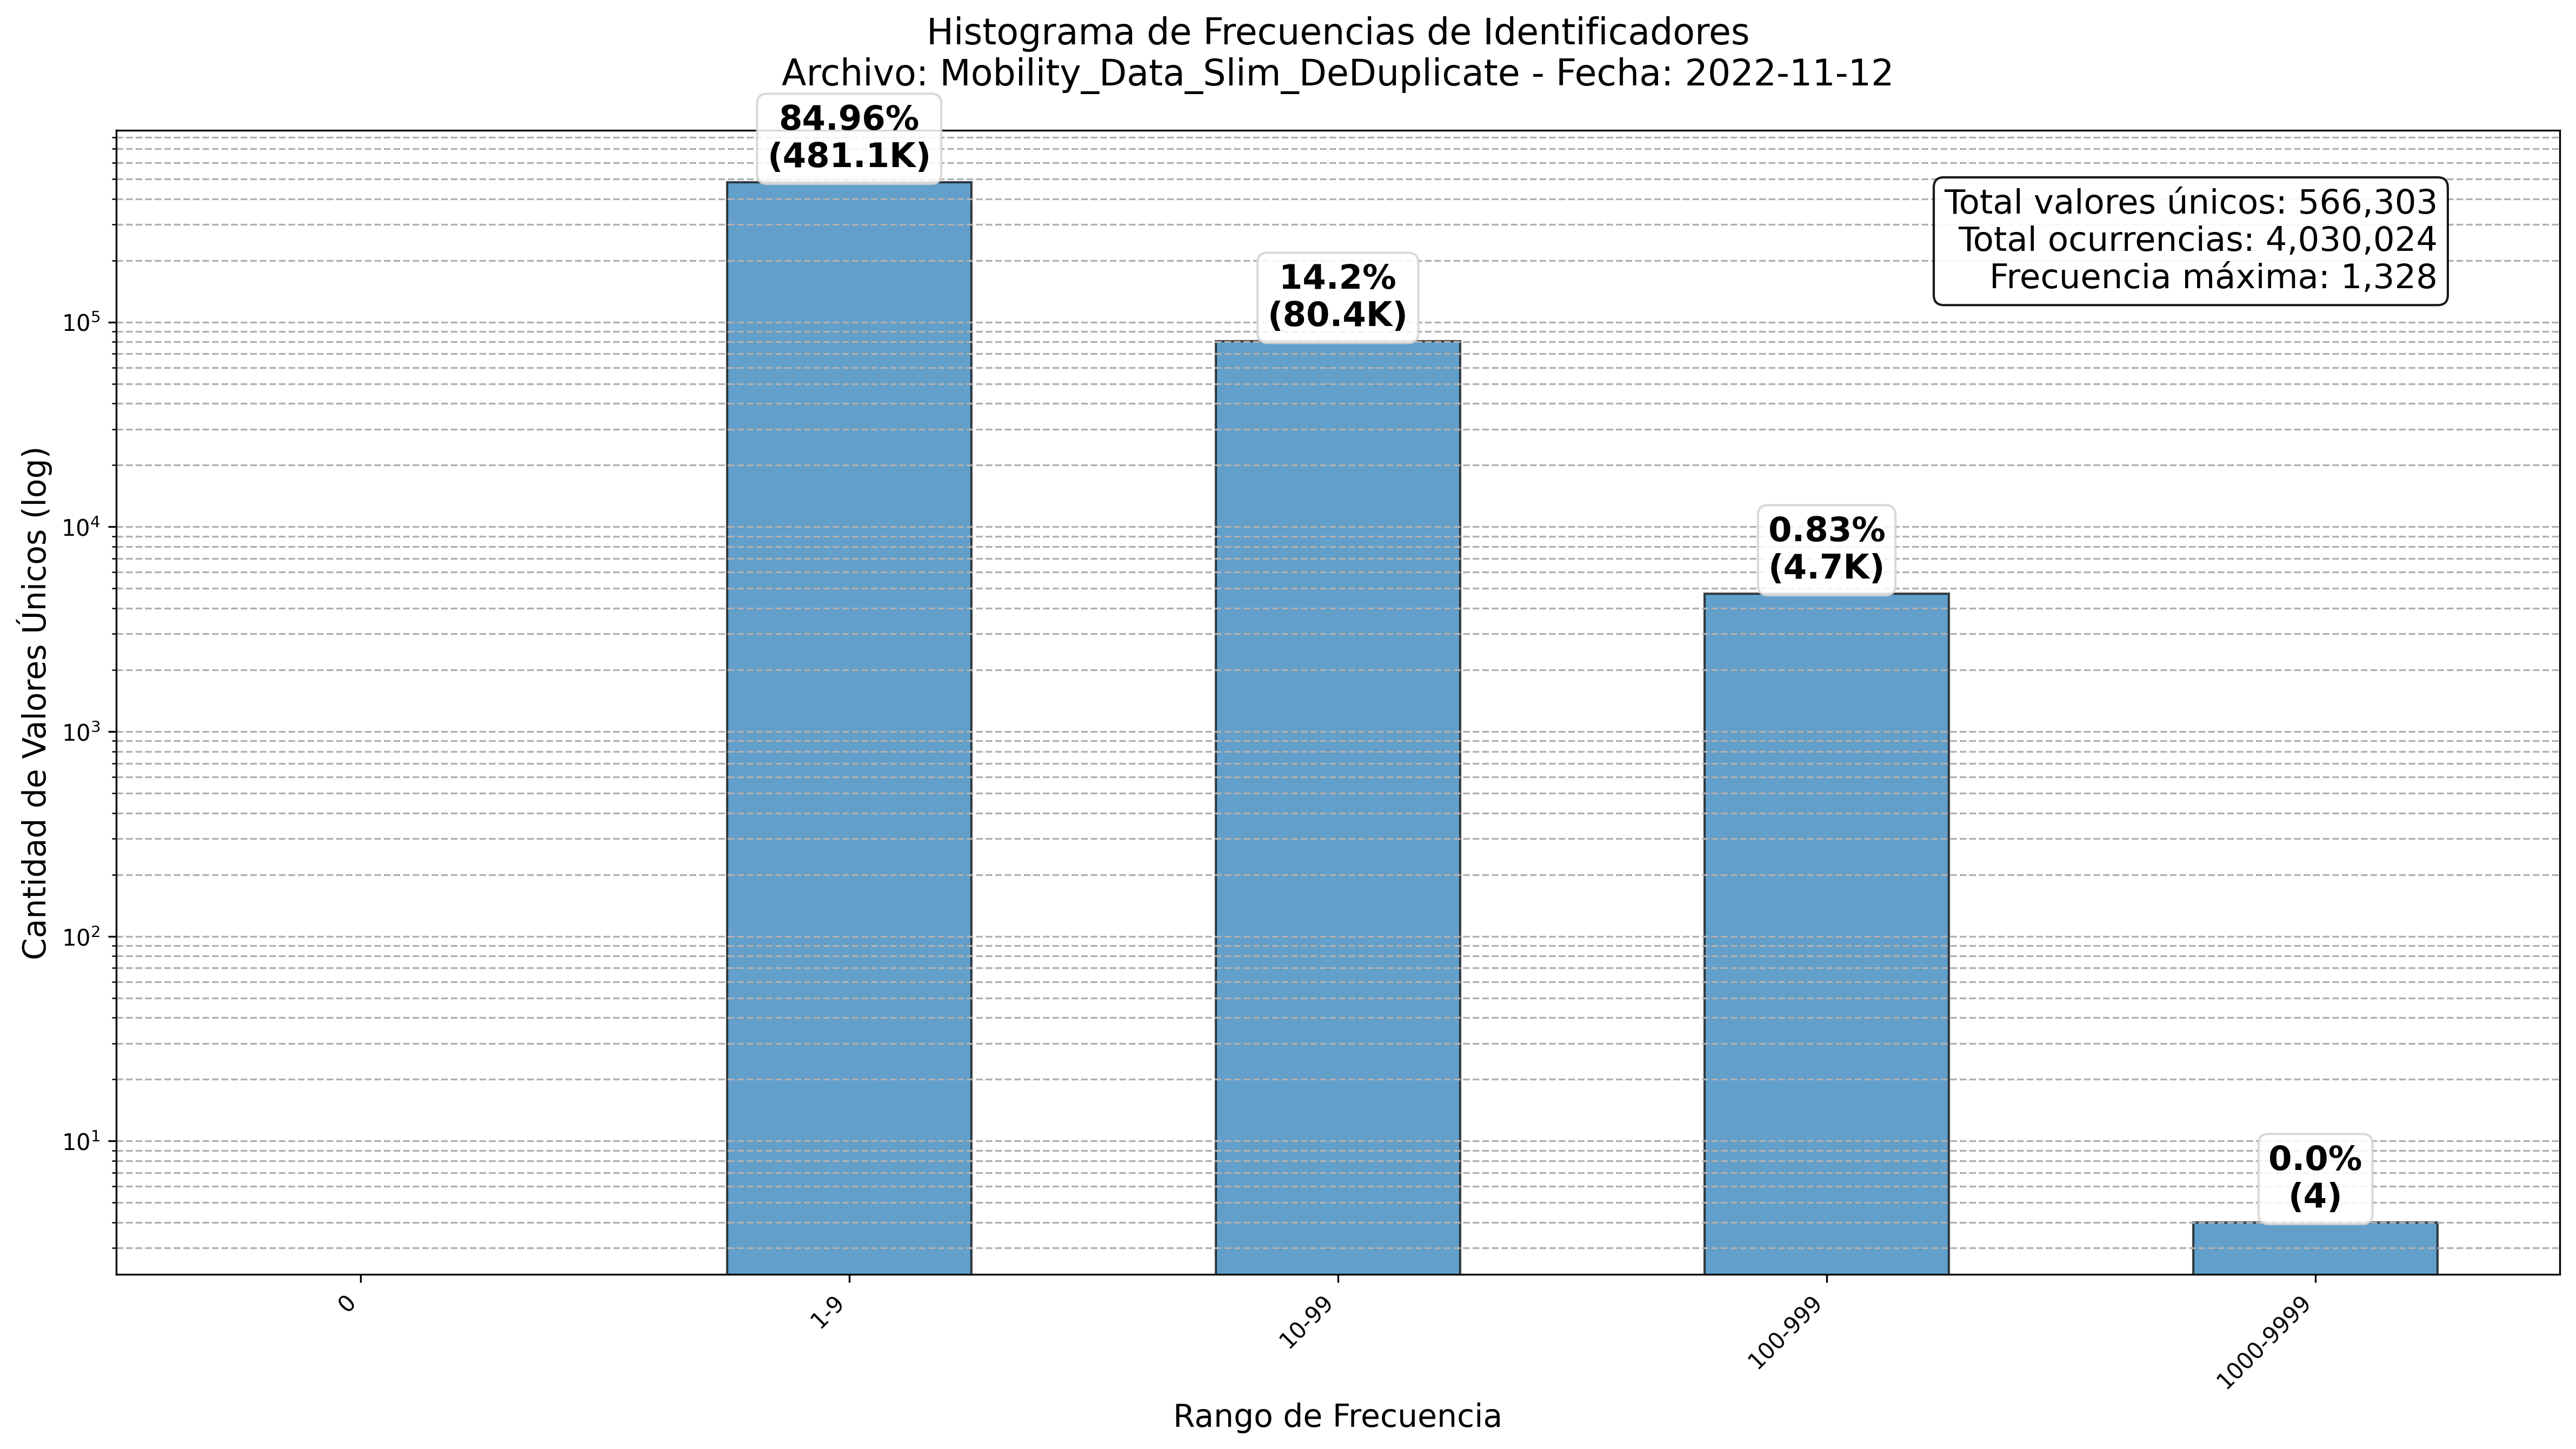 Histograma de Frecuencias de Identificadores
Archivo: Mobility_Data_Slim_DeDuplicate - Fecha: 2022-11-12
84.96%
(481.1K)
14.2%
(80.4K)
0.83%
(4.7K)
0.0%
(4)
Total valores únicos: 566,303
Total ocurrencias: 4,030,024
Frecuencia máxima: 1,328
Cantidad de Valores Únicos (log)
10⁵
10⁴
10³
10²
10¹
0
1-9
10-99
100-999
1000-9999
Rango de Frecuencia